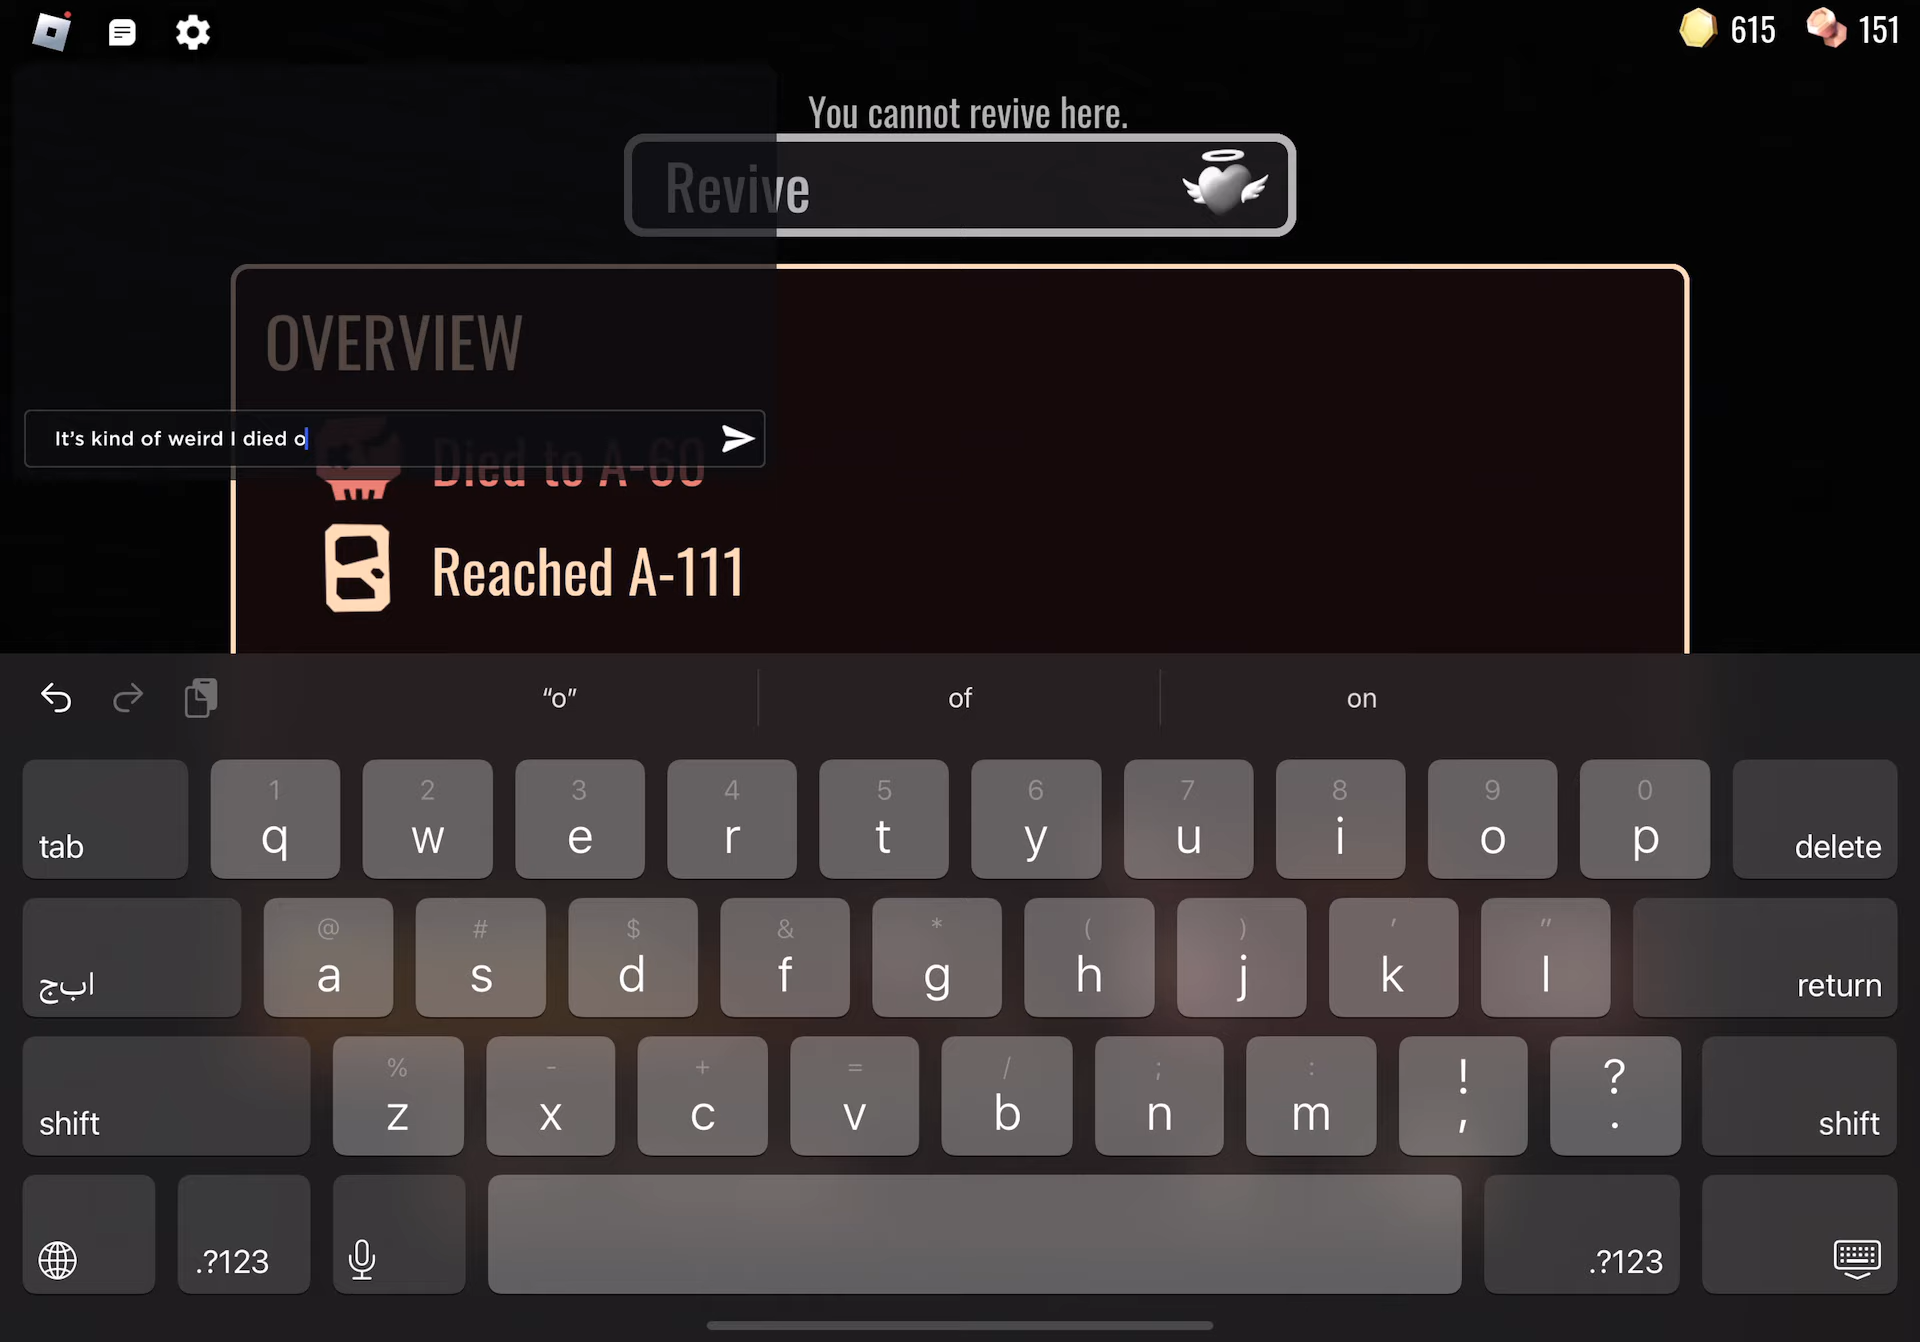 615 151
You cannot revive here.
Revive
OVERVIEW
It’s kind of weird I died o
Died to A-60
Reached A-111
“o” of on
tab 1 q 2 w 3 e 4 r 5 t 6 y 7 u 8 i 9 o 0 p delete
ابج @ a # s $ d & f * g ( h ) j ' k " l return
shift % z - x + c = v / b ; n : m ! , ? . shift
.?123 .?123